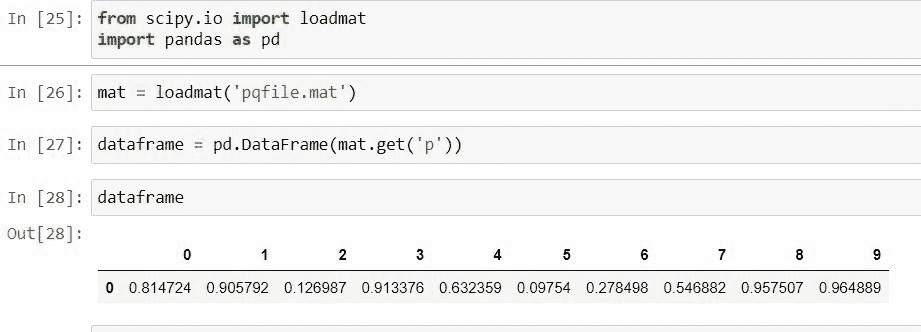 In [25]: from scipy.io import loadmat
import pandas as pd
In [26]: mat = loadmat('pqfile.mat')
In [27]: dataframe = pd.DataFrame(mat.get('p'))
In [28]: dataframe
Out[28]:
0 1 2 3 4 5 6 7 8 9
0 0.814724 0.905792 0.126987 0.913376 0.632359 0.09754 0.278498 0.546882 0.957507 0.964889